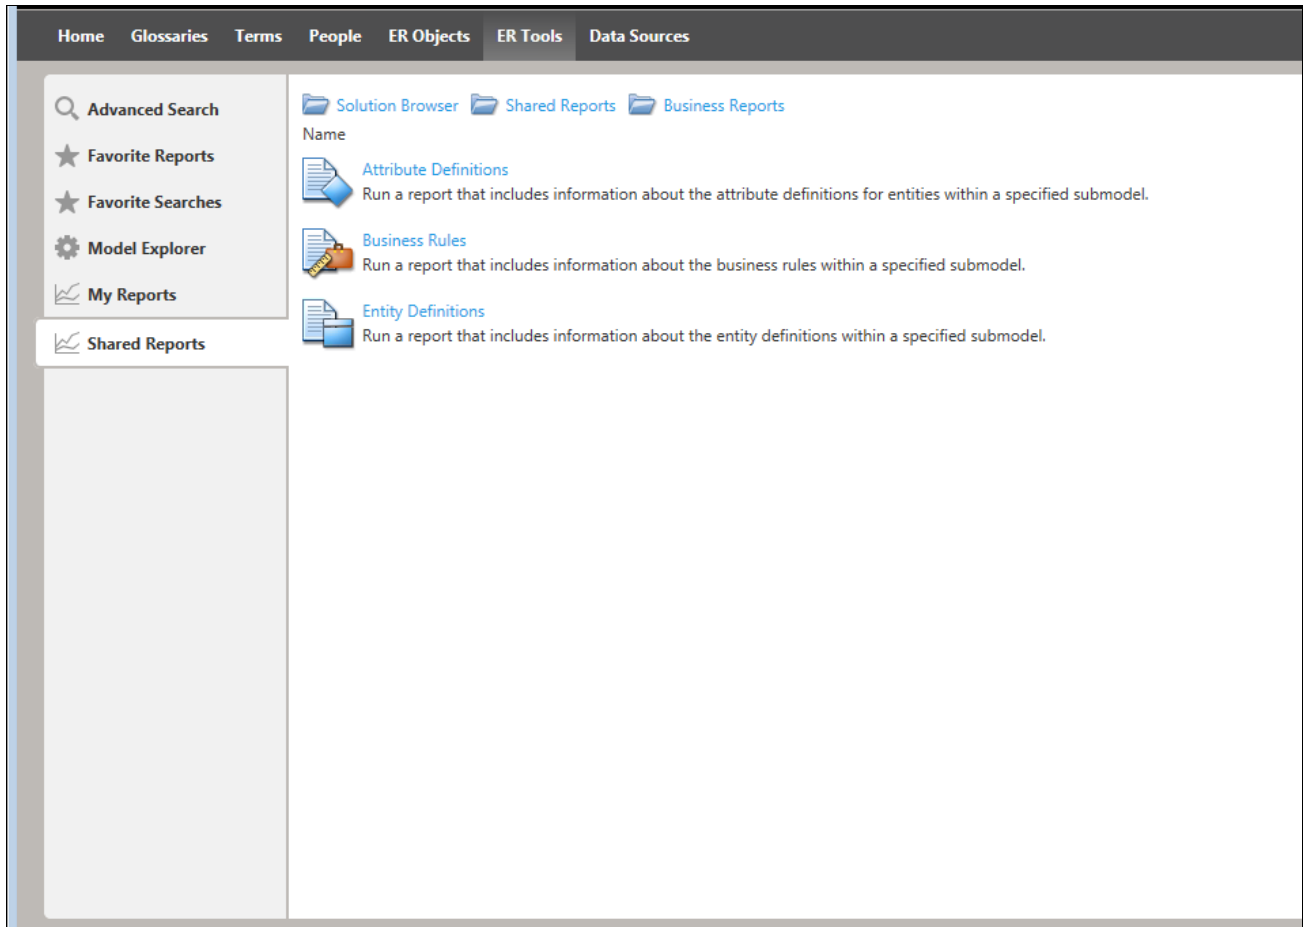 Home Glossaries Terms People ER Objects ER Tools Data Sources
Advanced Search
Favorite Reports
Favorite Searches
Model Explorer
My Reports
Shared Reports
Solution Browser Shared Reports Business Reports
Name
Attribute Definitions
Run a report that includes information about the attribute definitions for entities within a specified submodel.
Business Rules
Run a report that includes information about the business rules within a specified submodel.
Entity Definitions
Run a report that includes information about the entity definitions within a specified submodel.